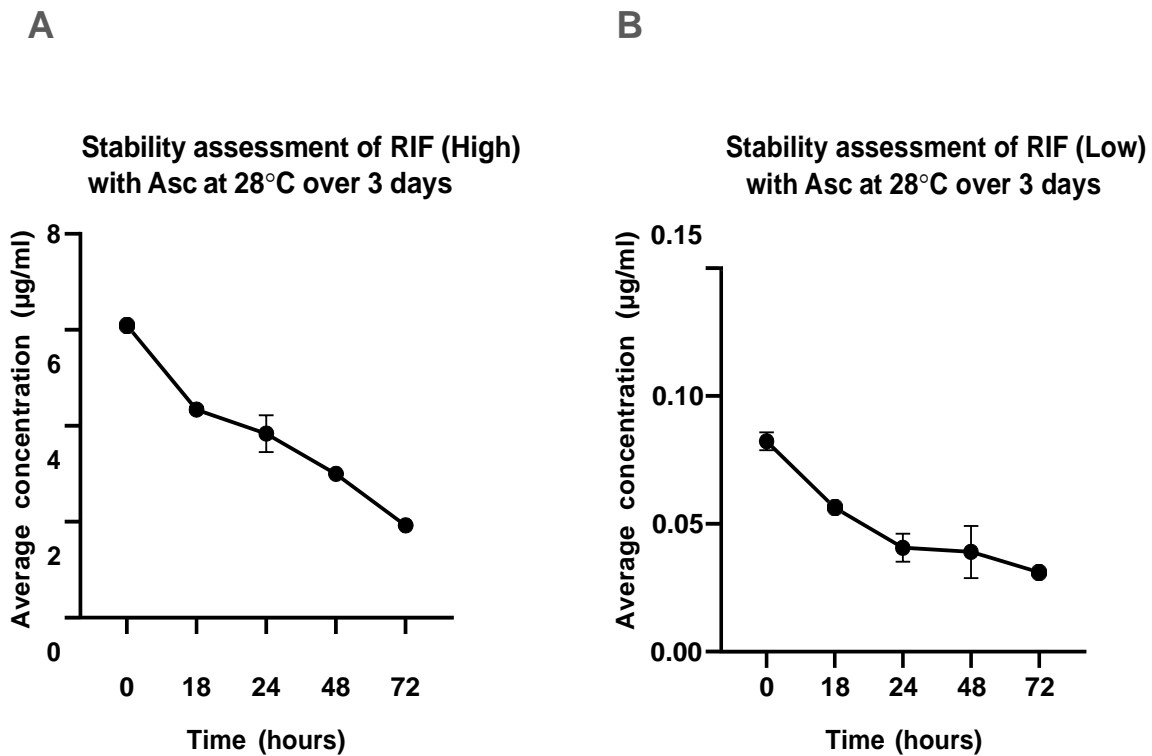 A
Stability assessment of RIF (High)
with Asc at 28°C over 3 days
Average concentration (µg/ml)
8
6
4
2
0
0 18 24 48 72
Time (hours)
B
Stability assessment of RIF (Low)
with Asc at 28°C over 3 days
Average concentration (µg/ml)
0.15
0.10
0.05
0.00
0 18 24 48 72
Time (hours)